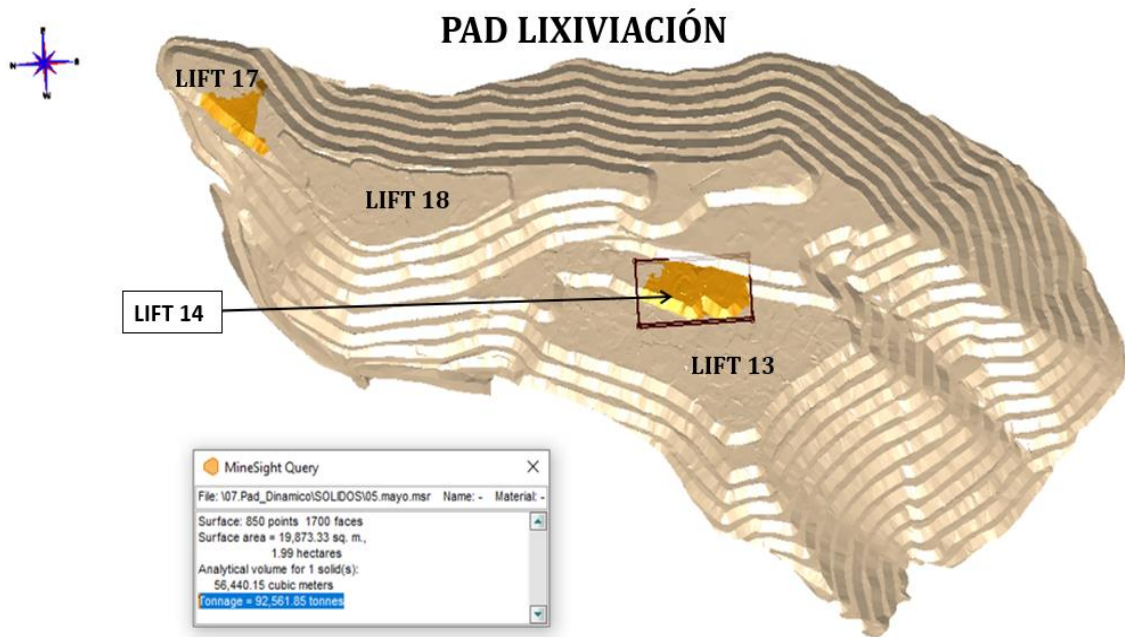 PAD LIXIVIACIÓN
LIFT 17
LIFT 18
LIFT 14
LIFT 13
MineSight Query
File: \07.Pad_Dinamico\SOLIDOS\05.mayo.msr Name: - Material: -
Surface: 850 points 1700 faces
Surface area = 19,873.33 sq. m.,
1.99 hectares
Analytical volume for 1 solid(s):
56,440.15 cubic meters
Tonnage = 92,561.85 tonnes